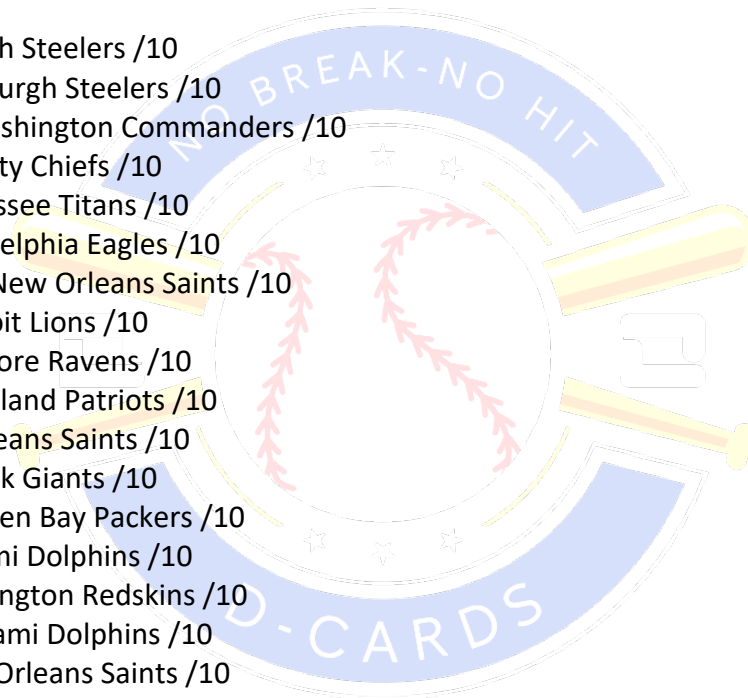 h Steelers /10
urgh Steelers /10
shington Commanders /10
ty Chiefs /10
ssee Titans /10
elphia Eagles /10
New Orleans Saints /10
it Lions /10
ore Ravens /10
land Patriots /10
eans Saints /10
k Giants /10
en Bay Packers /10
ni Dolphins /10
ngton Redskins /10
ami Dolphins /10
Orleans Saints /10
NO BREAK-NO HIT
D-CARDS